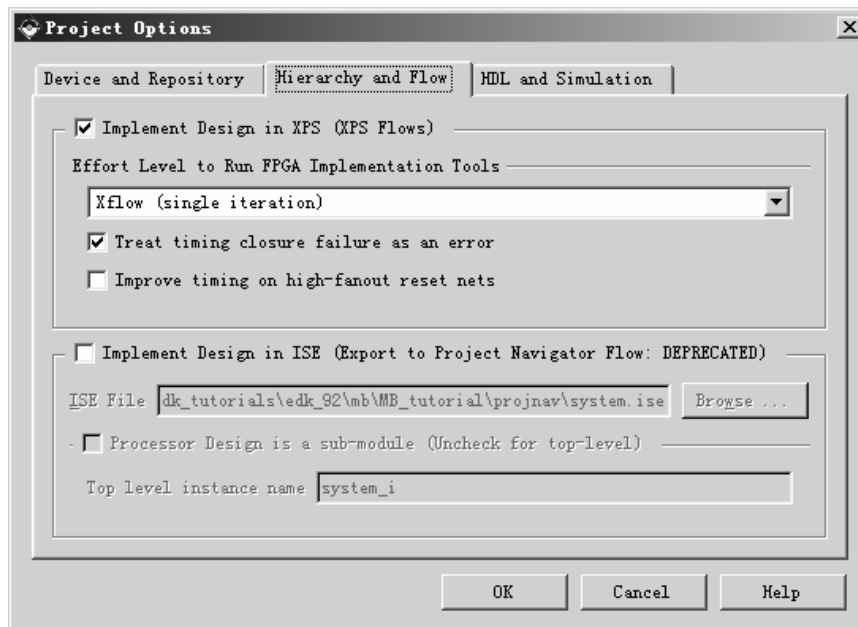 Project Options
Device and Repository Hierarchy and Flow HDL and Simulation
Implement Design in XPS (XPS Flows)
Effort Level to Run FPGA Implementation Tools
Xflow (single iteration)
Treat timing closure failure as an error
Improve timing on high-fanout reset nets
Implement Design in ISE (Export to Project Navigator Flow: DEPRECATED)
ISE File dk_tutorials\edk_92\mb\MB_tutorial\projnav\system.ise Browse ...
Processor Design is a sub-module (Uncheck for top-level)
Top level instance name system_i
OK Cancel Help